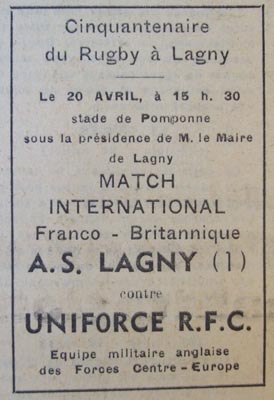 Cinquantenaire
du Rugby à Lagny
Le 20 AVRIL, à 15 h. 30
stade de Pomponne
sous la présidence de M. le Maire
de Lagny
MATCH
INTERNATIONAL
Franco - Britannique
A.S. LAGNY (1)
contre
UNIFORCE R.F.C.
Equipe militaire anglaise
des Forces Centre-Europe